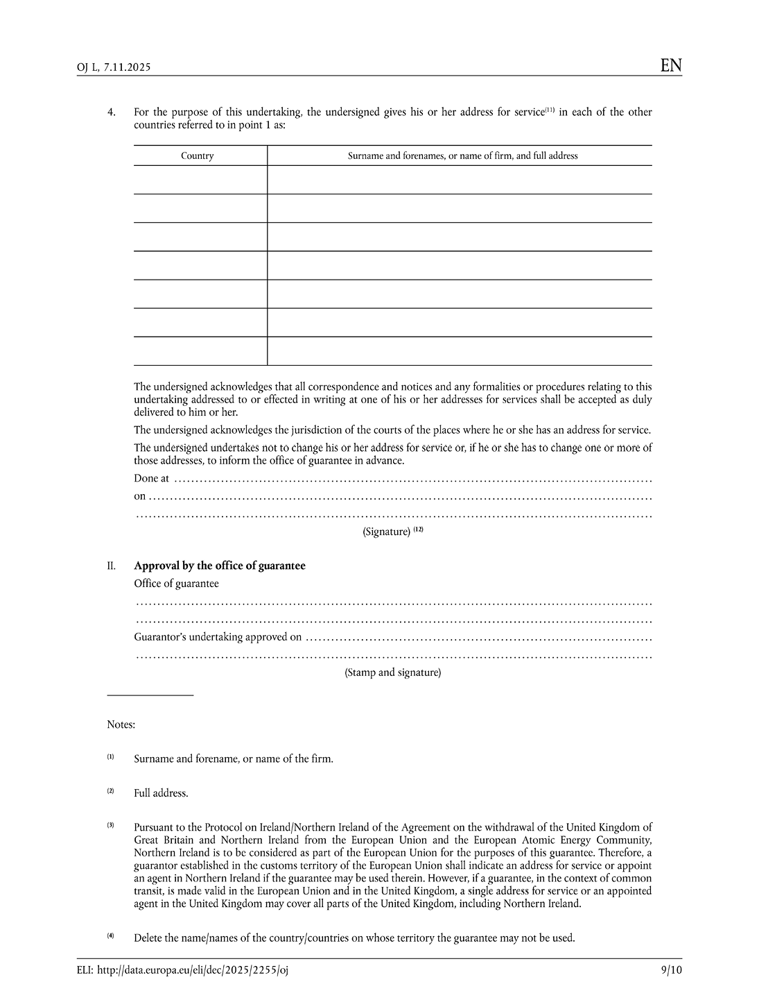 OJ L, 7.11.2025 EN
4. For the purpose of this undertaking, the undersigned gives his or her address for service(11) in each of the other
countries referred to in point 1 as:
Country Surname and forenames, or name of firm, and full address
The undersigned acknowledges that all correspondence and notices and any formalities or procedures relating to this
undertaking addressed to or effected in writing at one of his or her addresses for services shall be accepted as duly
delivered to him or her.
The undersigned acknowledges the jurisdiction of the courts of the places where he or she has an address for service.
The undersigned undertakes not to change his or her address for service or, if he or she has to change one or more of
those addresses, to inform the office of guarantee in advance.
Done at ....................................................................................................................
on ....................................................................................................................
....................................................................................................................
(Signature) (12)
II. Approval by the office of guarantee
Office of guarantee
....................................................................................................................
....................................................................................................................
Guarantor's undertaking approved on ....................................................................................
....................................................................................................................
(Stamp and signature)
Notes:
(1) Surname and forename, or name of the firm.
(2) Full address.
(3) Pursuant to the Protocol on Ireland/Northern Ireland of the Agreement on the withdrawal of the United Kingdom of
Great Britain and Northern Ireland from the European Union and the European Atomic Energy Community,
Northern Ireland is to be considered as part of the European Union for the purposes of this guarantee. Therefore, a
guarantor established in the customs territory of the European Union shall indicate an address for service or appoint
an agent in Northern Ireland if the guarantee may be used therein. However, if a guarantee, in the context of common
transit, is made valid in the European Union and in the United Kingdom, a single address for service or an appointed
agent in the United Kingdom may cover all parts of the United Kingdom, including Northern Ireland.
(4) Delete the name/names of the country/countries on whose territory the guarantee may not be used.
ELI: http://data.europa.eu/eli/dec/2025/2255/oj 9/10